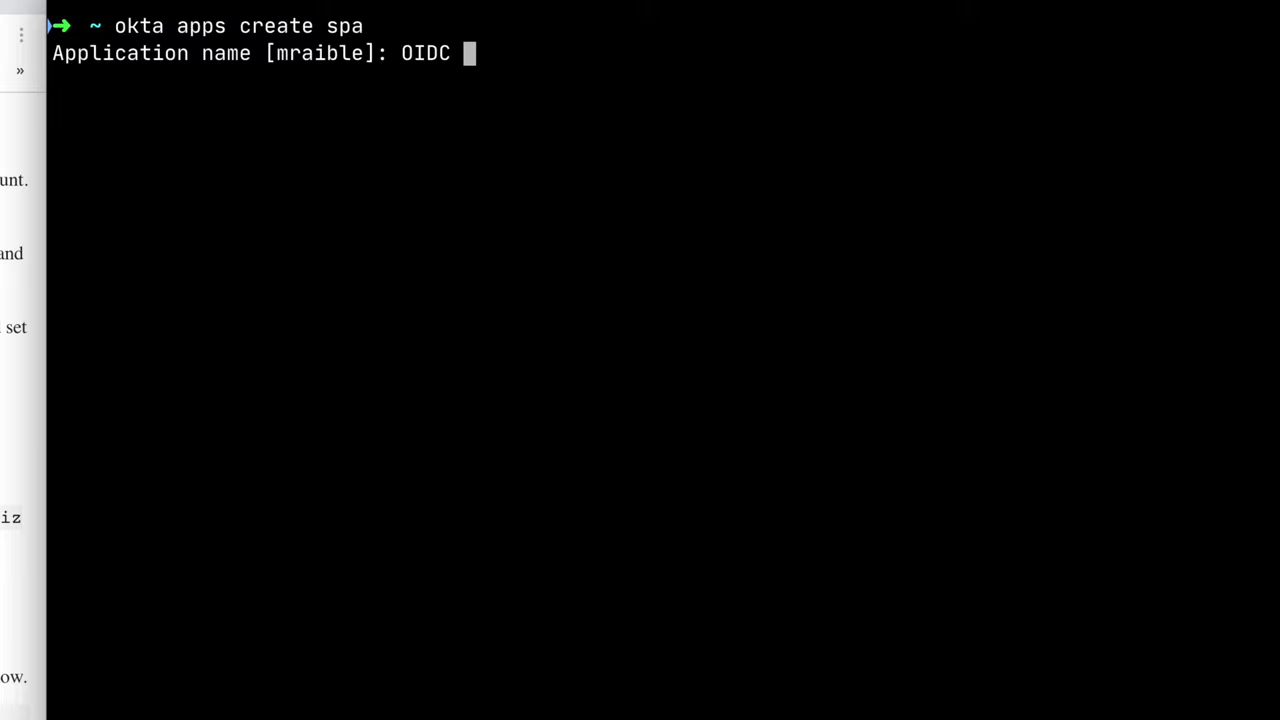 ➜ ~ okta apps create spa
Application name [mraible]: OIDC
⋮
»
unt.
and
set
iz
ow.